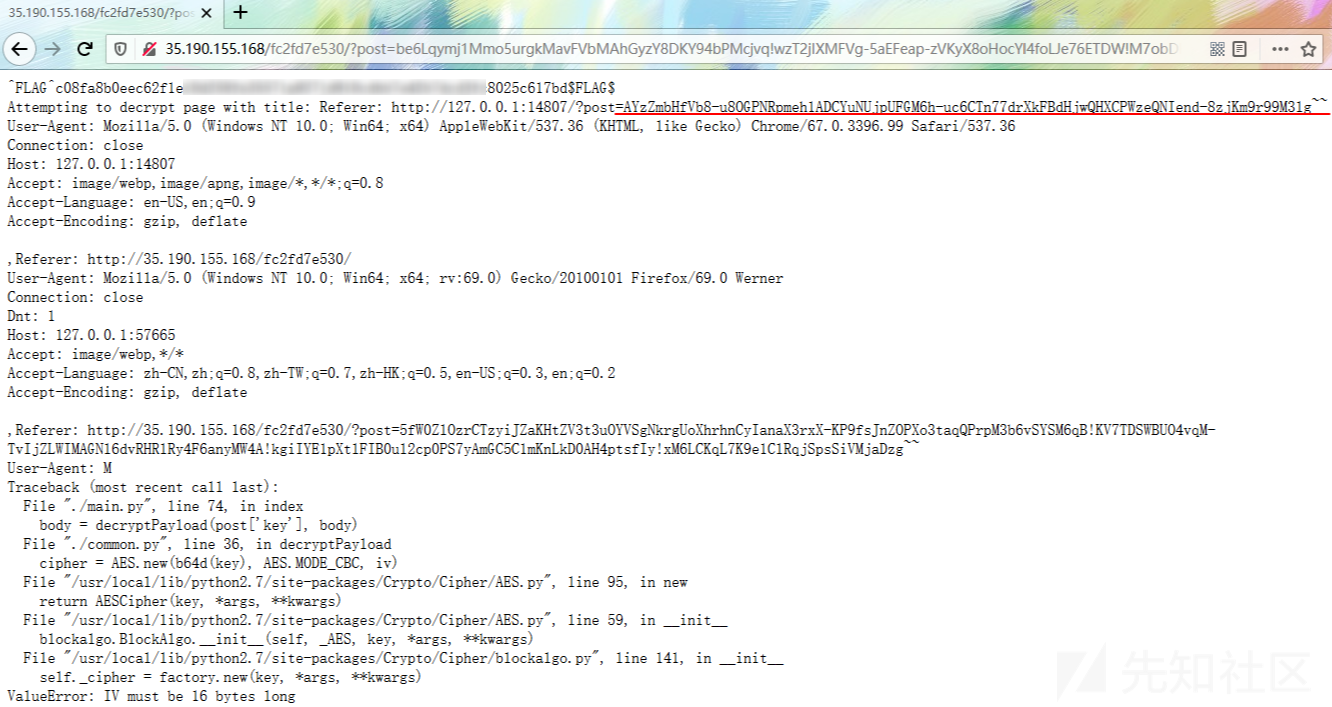 35.190.155.168/fc2fd7e530/?pos
35.190.155.168/fc2fd7e530/?post=be6Lqymj1Mmo5urgkMavFVbMAhGyzY8DKY94bPMcjvq!wzT2jlXMFVg-5aEFeap-zVKyX8oHocYl4foLJe76ETDW!M7obD
^FLAG^c08fa8b0eec62f1e 8025c617bd$FLAG$
Attempting to decrypt page with title: Referer: http://127.0.0.1:14807/?post=AYzZmbHfVb8-u8OGPNRpmeh1ADCYuNUjpUFGM6h-uc6CTn77drXkFBdHjwQHXCPWzeQNIend-8zjKm9r99M31g~~
User-Agent: Mozilla/5.0 (Windows NT 10.0; Win64; x64) AppleWebKit/537.36 (KHTML, like Gecko) Chrome/67.0.3396.99 Safari/537.36
Connection: close
Host: 127.0.0.1:14807
Accept: image/webp,image/apng,image/*,*/*;q=0.8
Accept-Language: en-US,en;q=0.9
Accept-Encoding: gzip, deflate
,Referer: http://35.190.155.168/fc2fd7e530/
User-Agent: Mozilla/5.0 (Windows NT 10.0; Win64; x64; rv:69.0) Gecko/20100101 Firefox/69.0 Werner
Connection: close
Dnt: 1
Host: 127.0.0.1:57665
Accept: image/webp,*/*
Accept-Language: zh-CN,zh;q=0.8,zh-TW;q=0.7,zh-HK;q=0.5,en-US;q=0.3,en;q=0.2
Accept-Encoding: gzip, deflate
,Referer: http://35.190.155.168/fc2fd7e530/?post=5fW0Z1OzrCTzyiJZaKHtZV3t3uOYVSgNkrgUoXhrhnCyIanaX3rxX-KP9fsJnZOPXo3taqQPrpM3b6vSYSM6qB!KV7TDSWBUO4vqM-
TvIjZLWIMAGN16dvRHR1Ry4F6anyMW4A!kgiIYE1pXt1FIB0ul2cpOPS7yAmGC5C1mKnLkD0AH4ptsfIy!xM6LCKqL7K9e1C1RqjSpsSiVMjaDzg~~
User-Agent: M
Traceback (most recent call last):
File "./main.py", line 74, in index
body = decryptPayload(post['key'], body)
File "./common.py", line 36, in decryptPayload
cipher = AES.new(b64d(key), AES.MODE_CBC, iv)
File "/usr/local/lib/python2.7/site-packages/Crypto/Cipher/AES.py", line 95, in new
return AESCipher(key, *args, **kwargs)
File "/usr/local/lib/python2.7/site-packages/Crypto/Cipher/AES.py", line 59, in __init__
blockalgo.BlockAlgo.__init__(self, _AES, key, *args, **kwargs)
File "/usr/local/lib/python2.7/site-packages/Crypto/Cipher/blockalgo.py", line 141, in __init__
self._cipher = factory.new(key, *args, **kwargs)
ValueError: IV must be 16 bytes long
先知社区